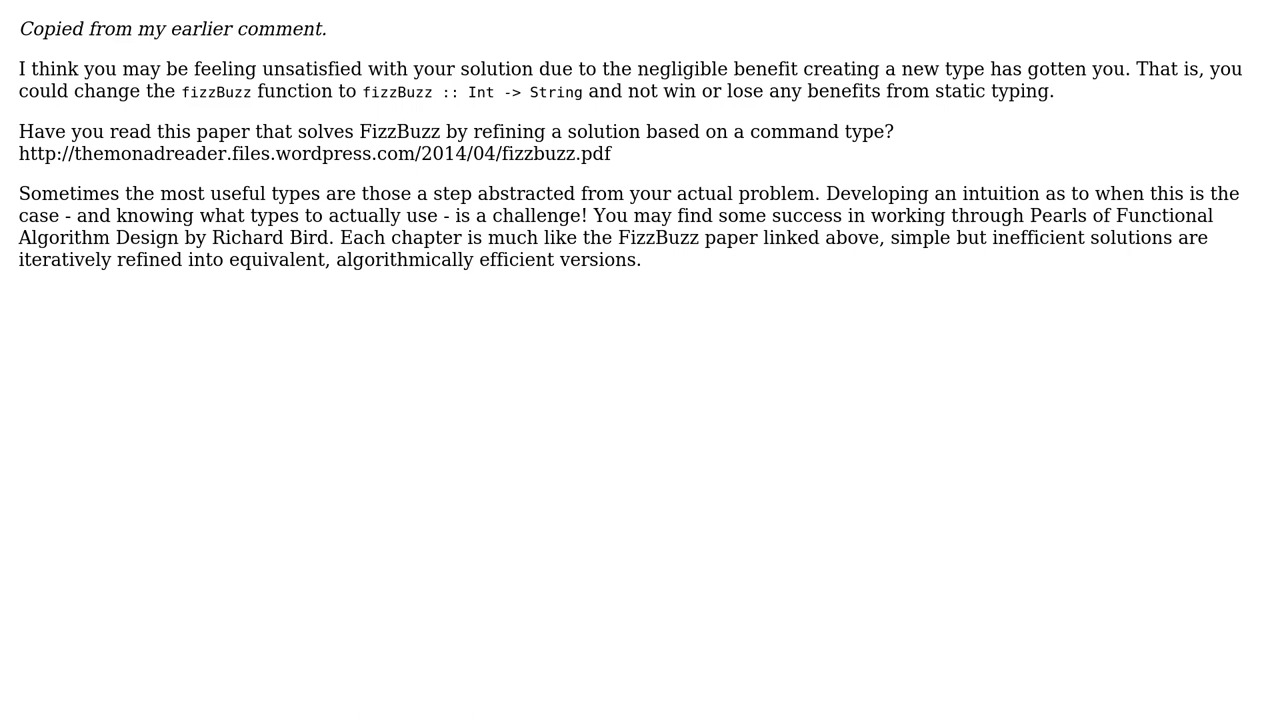 Copied from my earlier comment.
I think you may be feeling unsatisfied with your solution due to the negligible benefit creating a new type has gotten you. That is, you
could change the fizzBuzz function to fizzBuzz :: Int -> String and not win or lose any benefits from static typing.
Have you read this paper that solves FizzBuzz by refining a solution based on a command type?
http://themonadreader.files.wordpress.com/2014/04/fizzbuzz.pdf
Sometimes the most useful types are those a step abstracted from your actual problem. Developing an intuition as to when this is the
case - and knowing what types to actually use - is a challenge! You may find some success in working through Pearls of Functional
Algorithm Design by Richard Bird. Each chapter is much like the FizzBuzz paper linked above, simple but inefficient solutions are
iteratively refined into equivalent, algorithmically efficient versions.